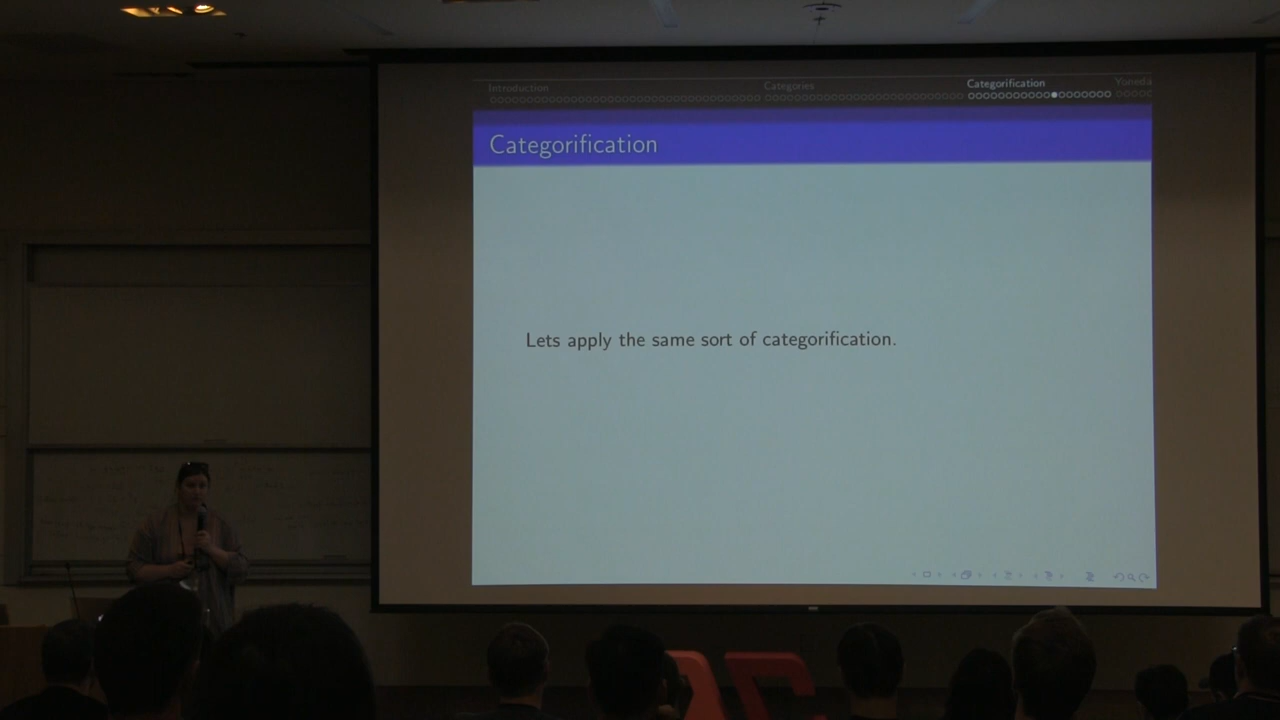 Introduction
Categories
Categorification
Yoneda
Categorification
Lets apply the same sort of categorification.